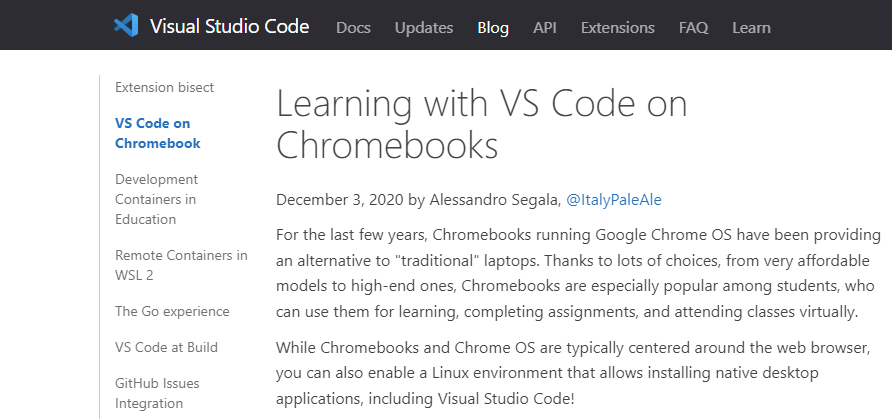 Visual Studio Code Docs Updates Blog API Extensions FAQ Learn
Extension bisect
VS Code on
Chromebook
Development
Containers in
Education
Remote Containers in
WSL 2
The Go experience
VS Code at Build
GitHub Issues
Integration
Learning with VS Code on
Chromebooks
December 3, 2020 by Alessandro Segala, @ItalyPaleAle
For the last few years, Chromebooks running Google Chrome OS have been providing
an alternative to "traditional" laptops. Thanks to lots of choices, from very affordable
models to high-end ones, Chromebooks are especially popular among students, who
can use them for learning, completing assignments, and attending classes virtually.
While Chromebooks and Chrome OS are typically centered around the web browser,
you can also enable a Linux environment that allows installing native desktop
applications, including Visual Studio Code!